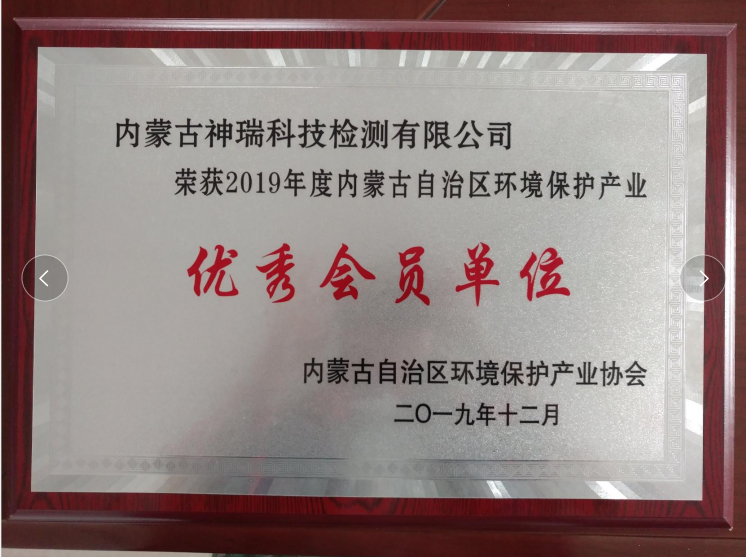 内蒙古神瑞科技检测有限公司
荣获2019年度内蒙古自治区环境保护产业
优秀会员单位
内蒙古自治区环境保护产业协会
二〇一九年十二月